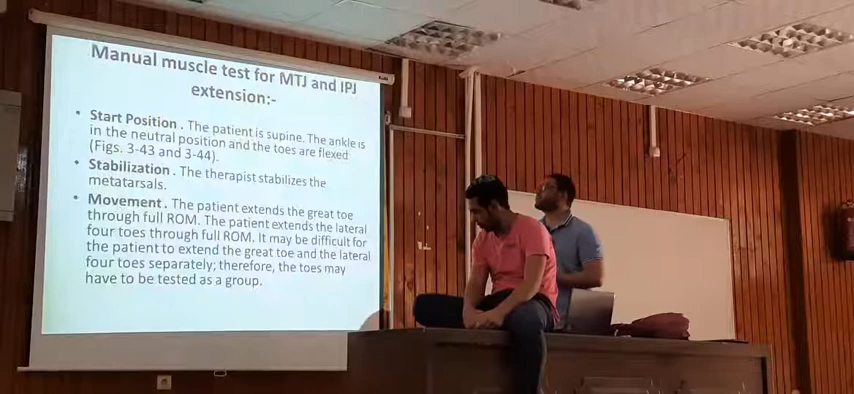 Manual muscle test for MTJ and IPJ
extension:-
• Start Position . The patient is supine. The ankle is
in the neutral position and the toes are flexed
(Figs. 3-43 and 3-44).
• Stabilization . The therapist stabilizes the
metatarsals.
• Movement . The patient extends the great toe
through full ROM. The patient extends the lateral
four toes through full ROM. It may be difficult for
the patient to extend the great toe and the lateral
four toes separately; therefore, the toes may
have to be tested as a group.